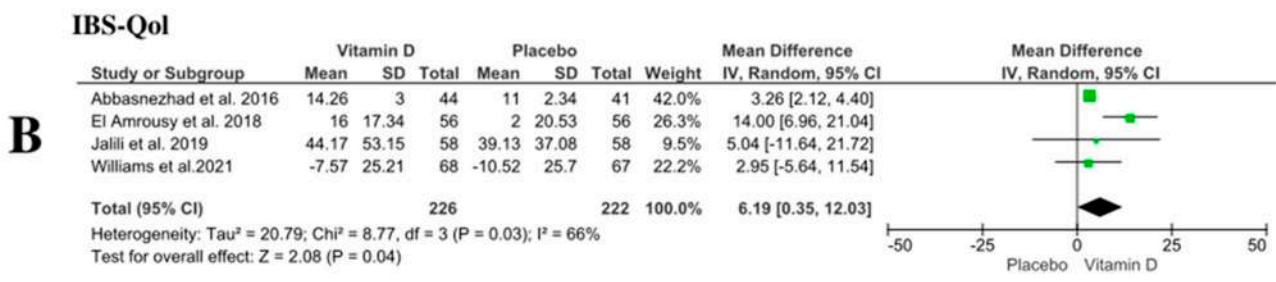 IBS-Qol
B
Vitamin D Placebo Mean Difference Mean Difference
Study or Subgroup Mean SD Total Mean SD Total Weight IV, Random, 95% CI IV, Random, 95% CI
Abbasnezhad et al. 2016 14.26 3 44 11 2.34 41 42.0% 3.26 [2.12, 4.40]
El Amrousy et al. 2018 16 17.34 56 2 20.53 56 26.3% 14.00 [6.96, 21.04]
Jalili et al. 2019 44.17 53.15 58 39.13 37.08 58 9.5% 5.04 [-11.64, 21.72]
Williams et al.2021 -7.57 25.21 68 -10.52 25.7 67 22.2% 2.95 [-5.64, 11.54]
Total (95% CI) 226 222 100.0% 6.19 [0.35, 12.03]
Heterogeneity: Tau² = 20.79; Chi² = 8.77, df = 3 (P = 0.03); I² = 66%
Test for overall effect: Z = 2.08 (P = 0.04)
-50 -25 0 25 50
Placebo Vitamin D